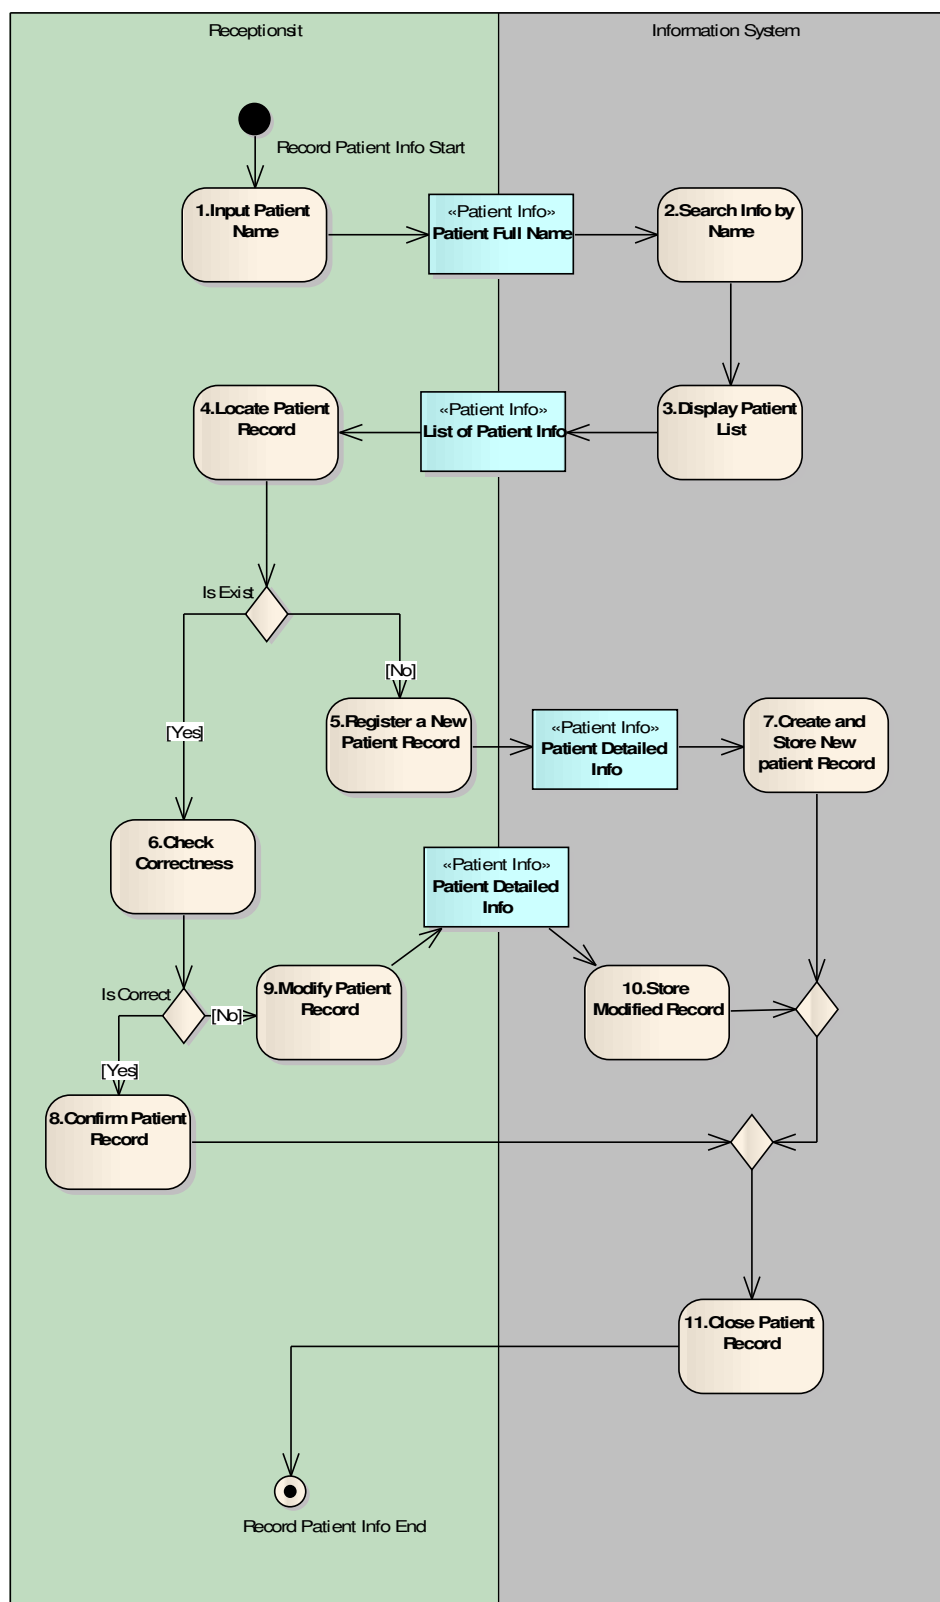 Receptionsit
Information System
Record Patient Info Start
1.Input Patient
Name
«Patient Info»
Patient Full Name
2.Search Info by
Name
4.Locate Patient
Record
«Patient Info»
List of Patient Info
3.Display Patient
List
Is Exist
[No]
[Yes]
5.Register a New
Patient Record
«Patient Info»
Patient Detailed
Info
7.Create and
Store New
patient Record
6.Check
Correctness
«Patient Info»
Patient Detailed
Info
Is Correct
[No]
[Yes]
9.Modify Patient
Record
10.Store
Modified Record
8.Confirm Patient
Record
11.Close Patient
Record
Record Patient Info End